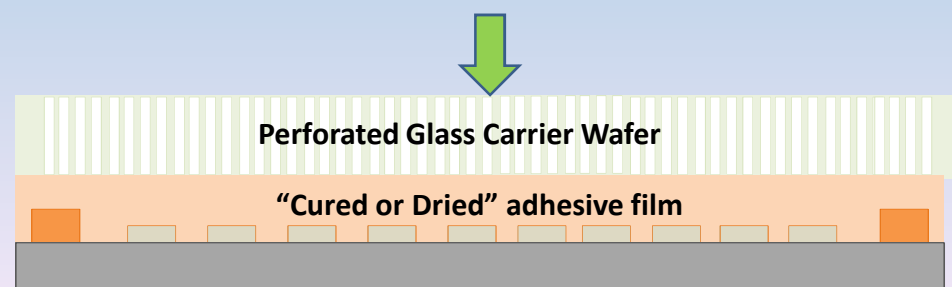 Perforated Glass Carrier Wafer
“Cured or Dried” adhesive film